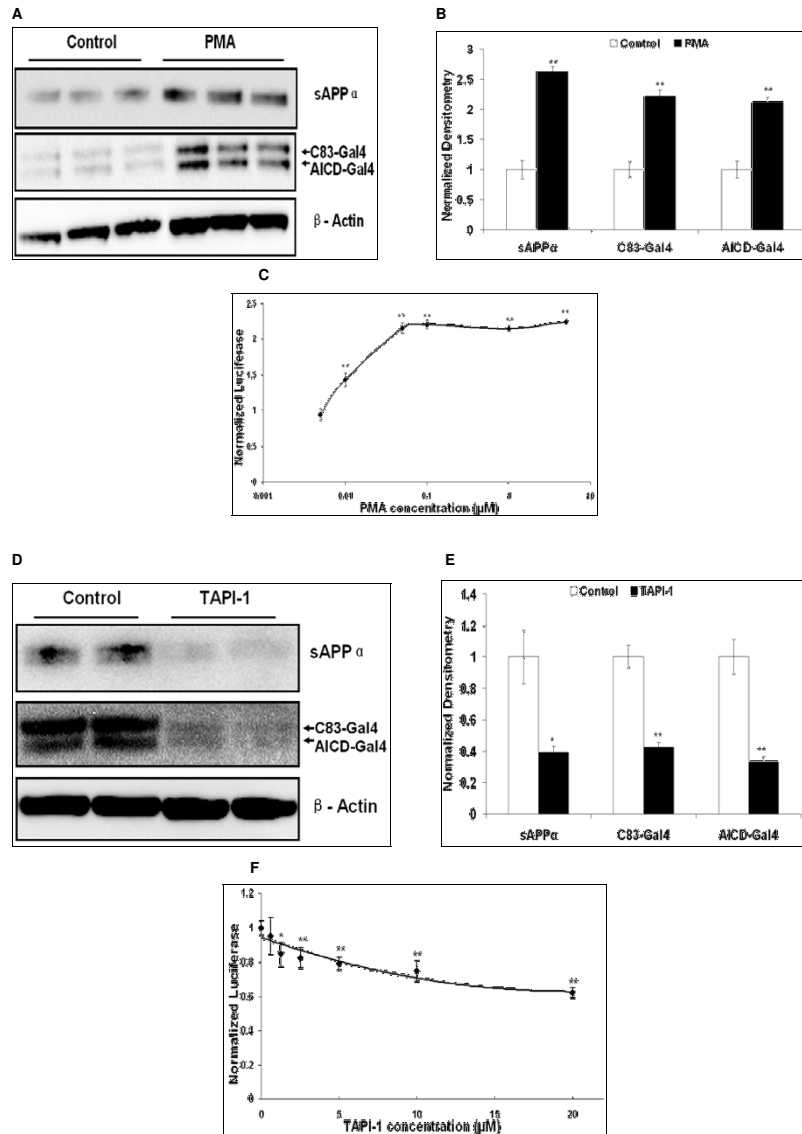 A
Control PMA
sAPP α
C83-Gal4
AICD-Gal4
β - Actin
B
Control PMA
Normalized Densitometry
3
2.5
2
1.5
1
0.5
0
**
**
**
sAPPα C83-Gal4 AICD-Gal4
C
Normalized Luciferase
2.5
2
1.5
1
0.5
0
**
**
**
**
**
0.001 0.01 0.1 10
PMA concentration (μM)
D
Control TAPI-1
sAPP α
C83-Gal4
AICD-Gal4
β - Actin
E
Control TAPI-1
Normalized Densitometry
1.4
1.2
1
0.8
0.6
0.4
0.2
0
*
**
**
sAPPα C83-Gal4 AICD-Gal4
F
Normalized Luciferase
1.2
1
0.8
0.6
0.4
0.2
0
*
**
**
**
**
0 5 10 15 20
TAPI-1 concentration (μM)